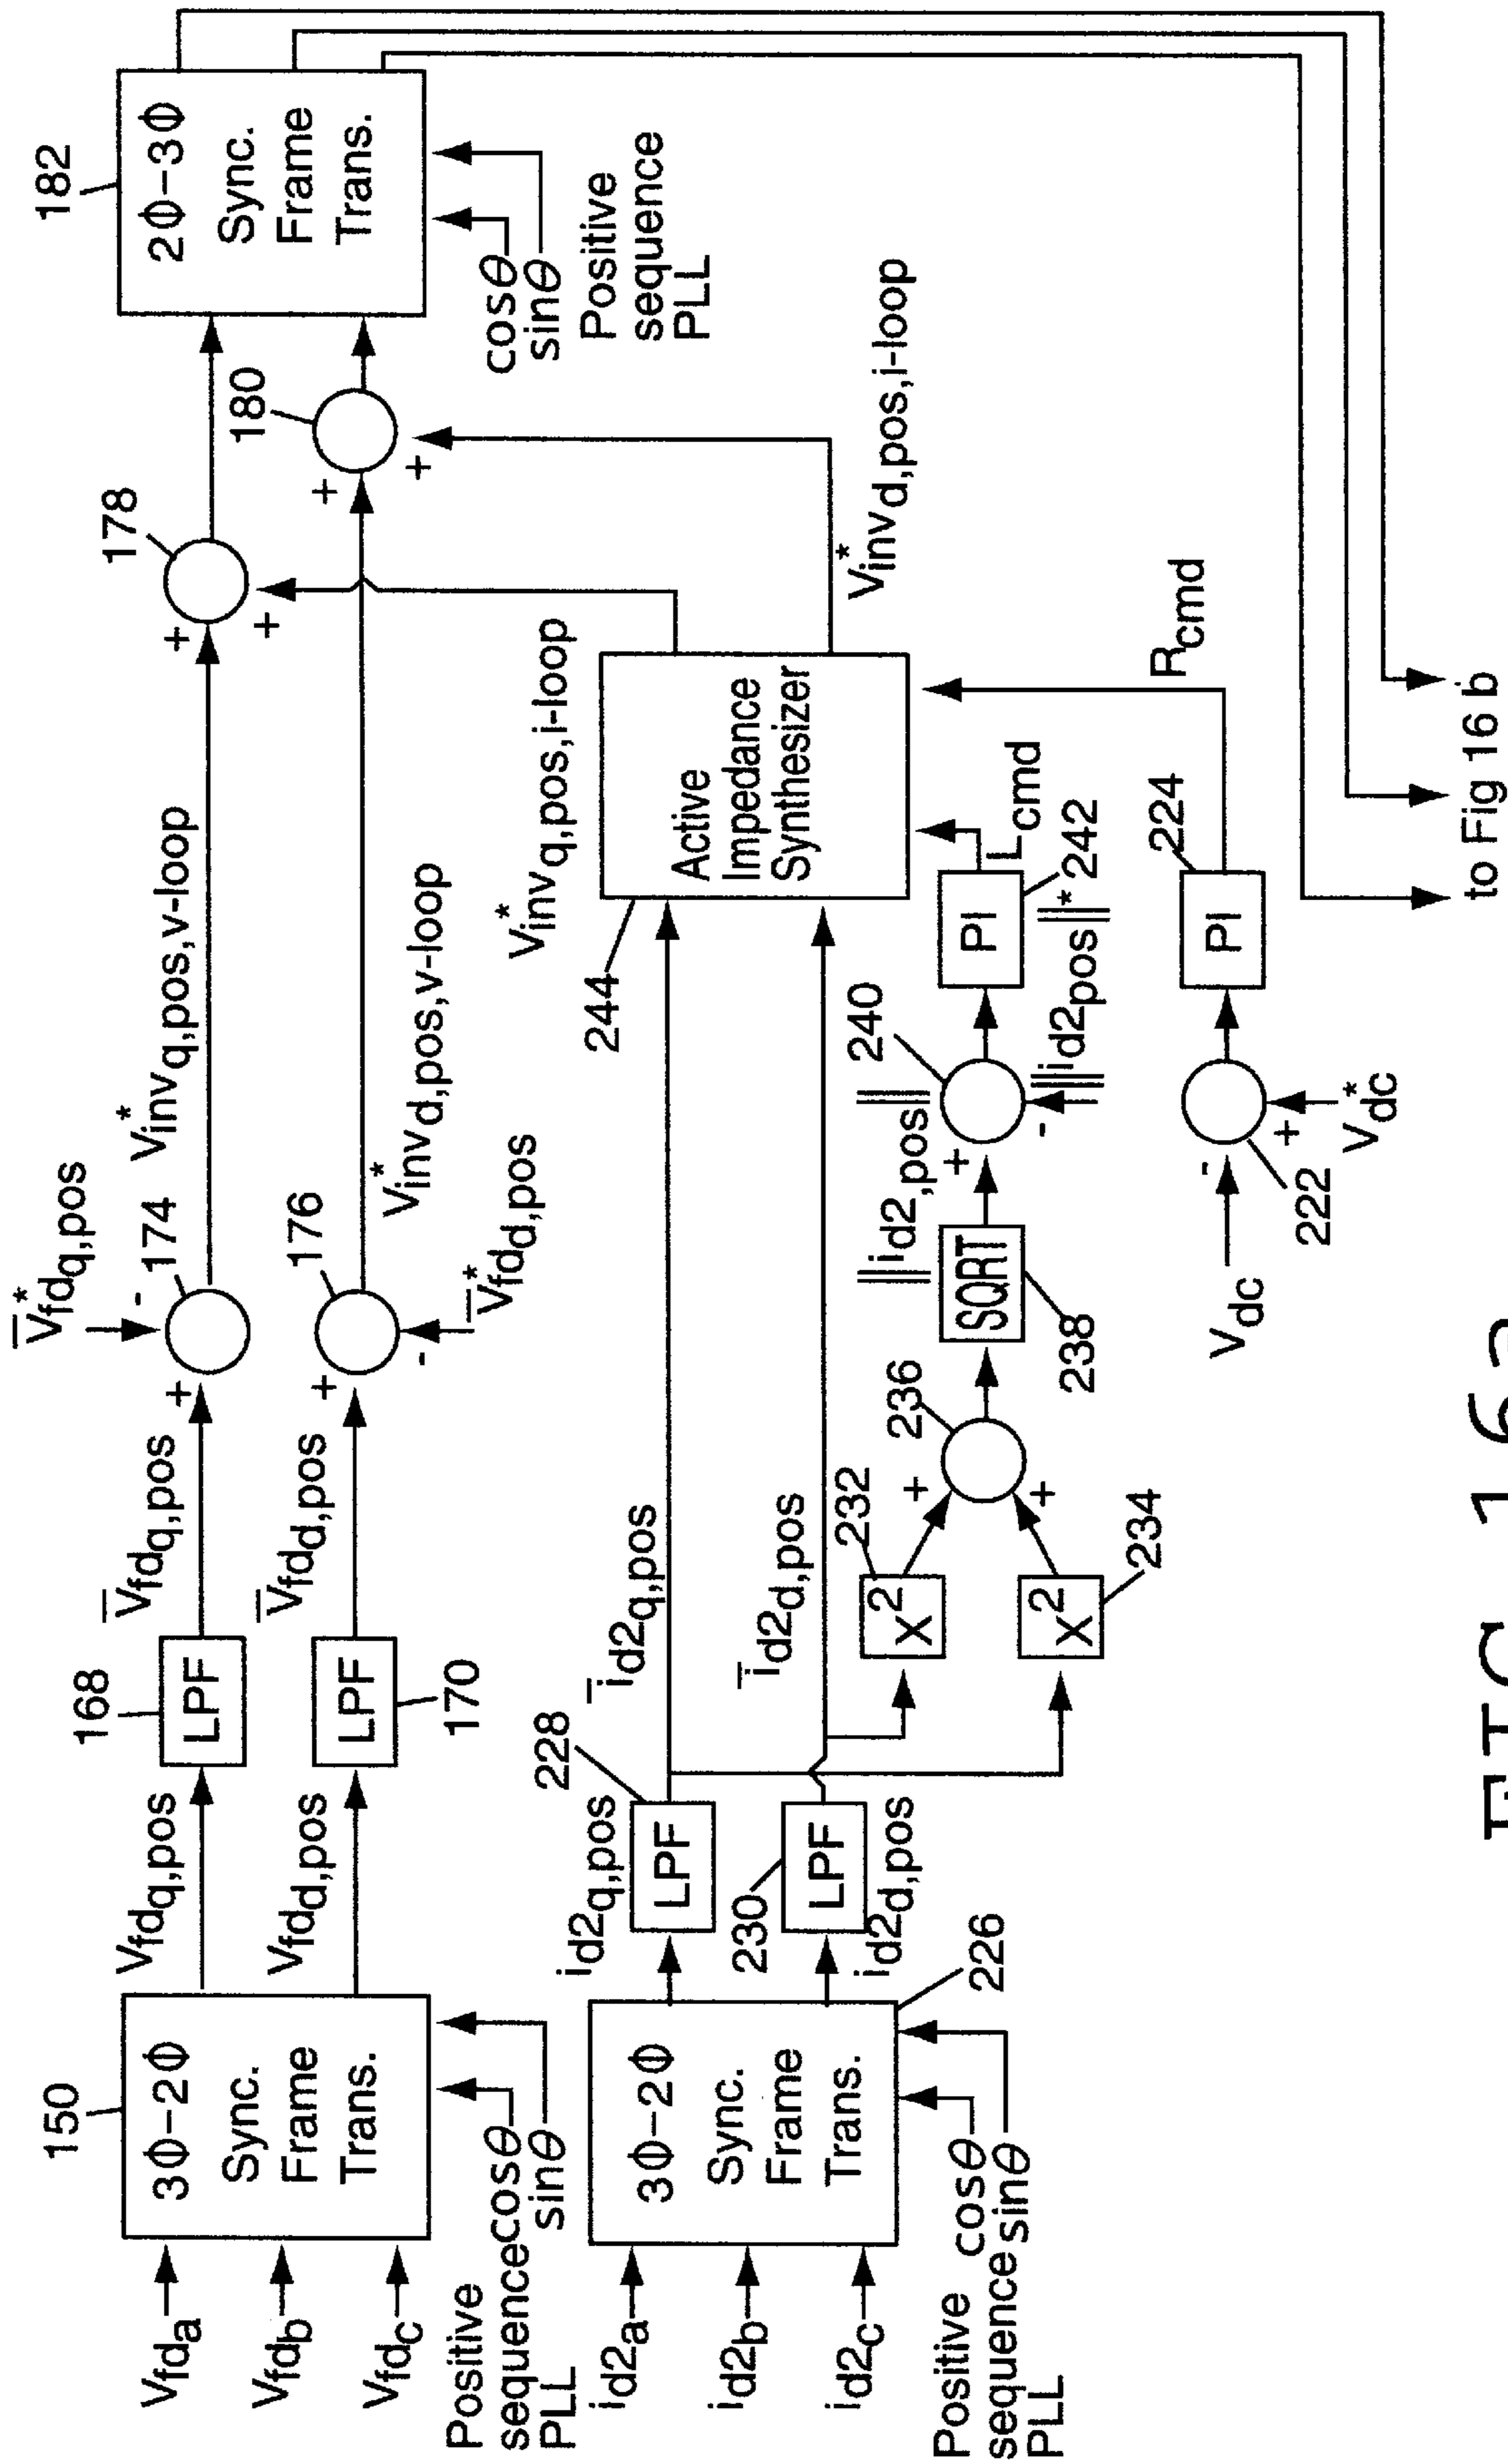 V̅*fdq,pos
182
2Φ-3Φ
Sync.
Frame
Trans.
178
180
cosθ
sinθ
Positive
sequence
PLL
150
3Φ-2Φ
Sync.
Frame
Trans.
Vfda
Vfdb
Vfdc
Positive
sequence
PLL
cosθ
sinθ
Vfdq,pos
Vfdd,pos
168
LPF
LPF
170
V̅fdq,pos
V̅fdd,pos
+
-
174
+
-
176
V̅*fdd,pos
V*invq,pos,v-loop
V*invd,pos,v-loop
+
+
+
+
id2a
id2b
id2c
3Φ-2Φ
Sync.
Frame
Trans.
226
Positive
sequence
PLL
cosθ
sinθ
id2q,pos
id2d,pos
228
LPF
230
LPF
i̅d2q,pos
i̅d2d,pos
232
X²
X²
234
236
+
+
SQRT
238
||id2,pos||
240
+
-
||id2pos||*
PI
242
Lcmd
244
Active
Impedance
Synthesizer
V*invq,pos,i-loop
V*invd,pos,i-loop
Vdc
-
+
V*dc
222
PI
224
Rcmd
to Fig 16 b